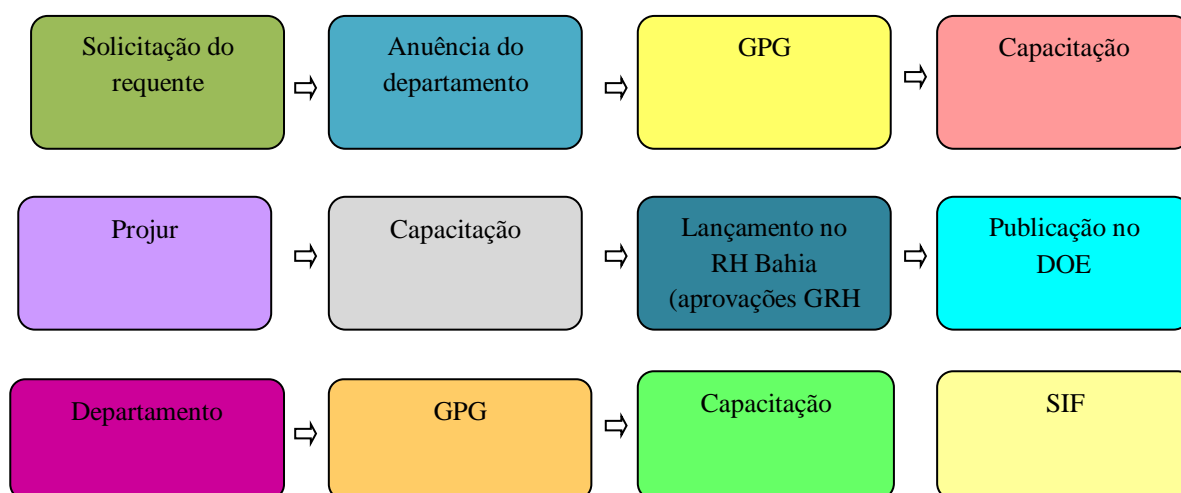 Solicitação do
requente
Anuência do
departamento
GPG
Capacitação
Projur
Capacitação
Lançamento no
RH Bahia
(aprovações GRH
Publicação no
DOE
Departamento
GPG
Capacitação
SIF